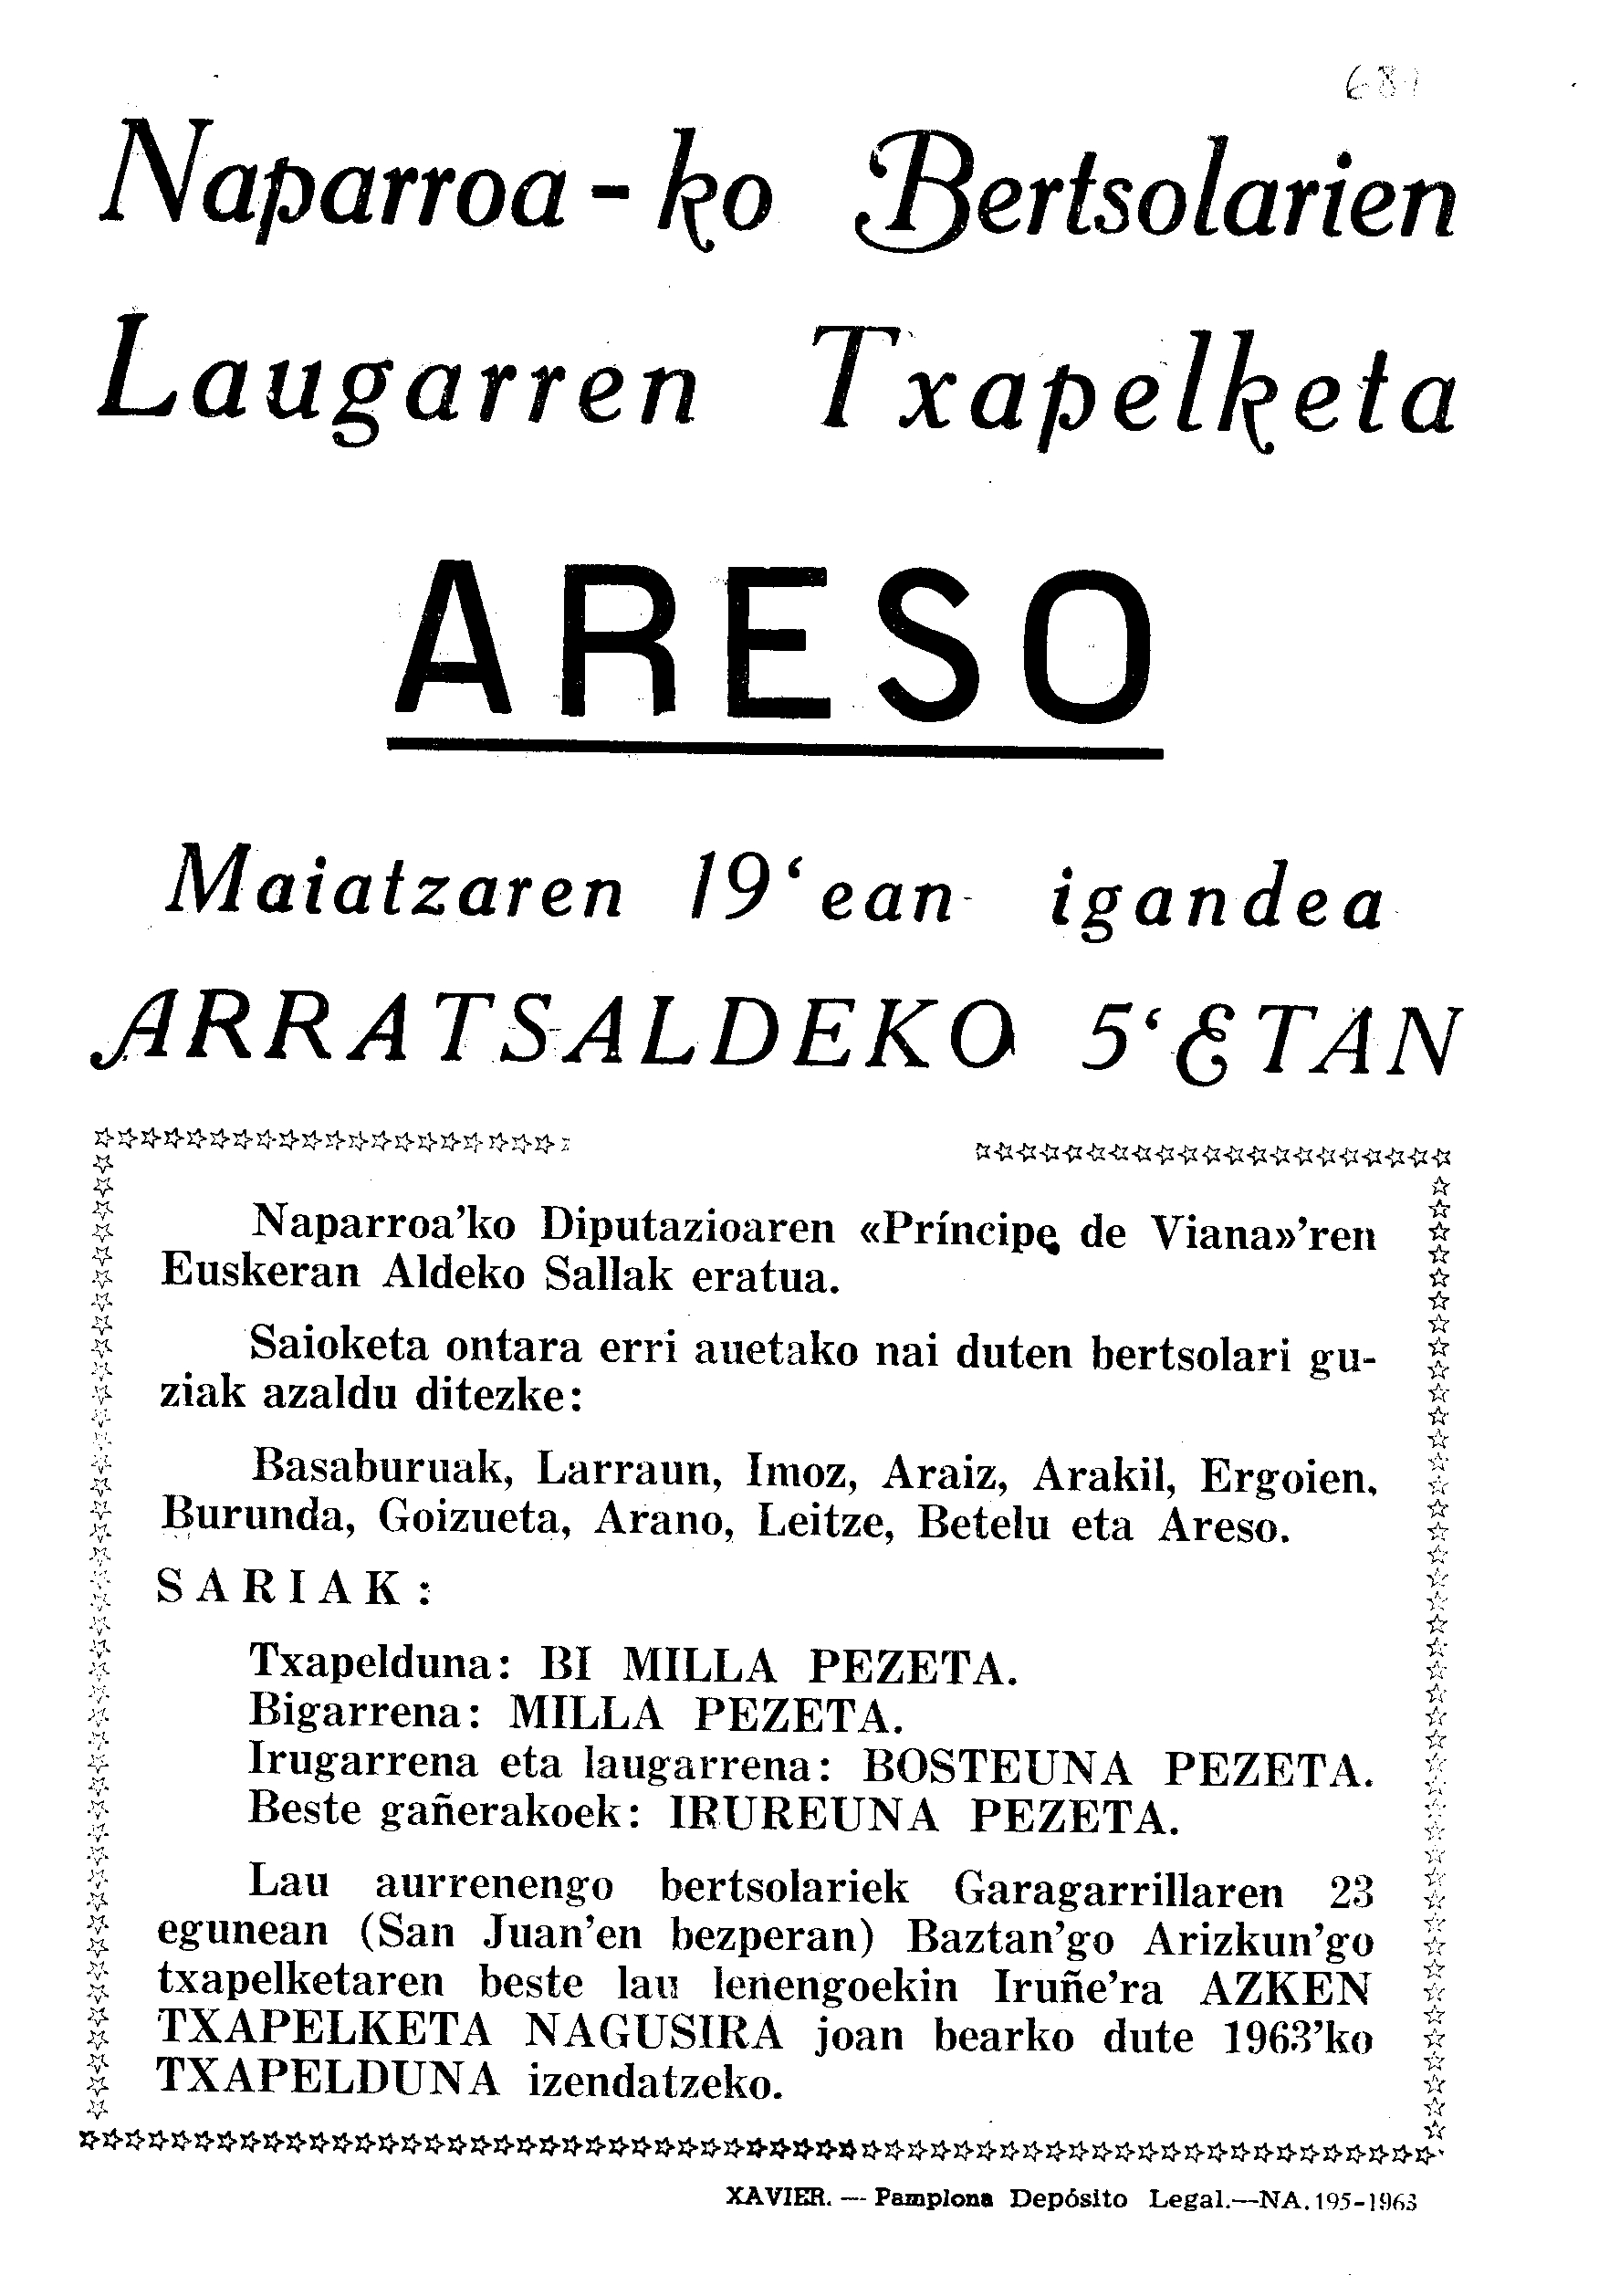 Naparroa-ko Bertsolarien
Laugarren Txapelketa
ARESO
Maiatzaren 19‘ean igandea
ARRATSALDEKO 5‘ETAN
Naparroa’ko Diputazioaren «Príncipe de Viana»’ren
Euskeran Aldeko Sallak eratua.
Saioketa ontara erri auetako nai duten bertsolari gu-
ziak azaldu ditezke:
Basaburuak, Larraun, Imoz, Araiz, Arakil, Ergoien,
Burunda, Goizueta, Arano, Leitze, Betelu eta Areso.
SARIAK:
Txapelduna: BI MILLA PEZETA.
Bigarrena: MILLA PEZETA.
Irugarrena eta laugarrena: BOSTEUNA PEZETA.
Beste gañerakoek: IRUREUNA PEZETA.
Lau aurrenengo bertsolariek Garagarrillaren 23
egunean (San Juan’en bezperan) Baztan’go Arizkun’go
txapelketaren beste lau lenengoekin Iruñe’ra AZKEN
TXAPELKETA NAGUSIRA joan bearko dute 1963’ko
TXAPELDUNA izendatzeko.
XAVIER. — Pamplona Depósito Legal.—NA. 195-1963